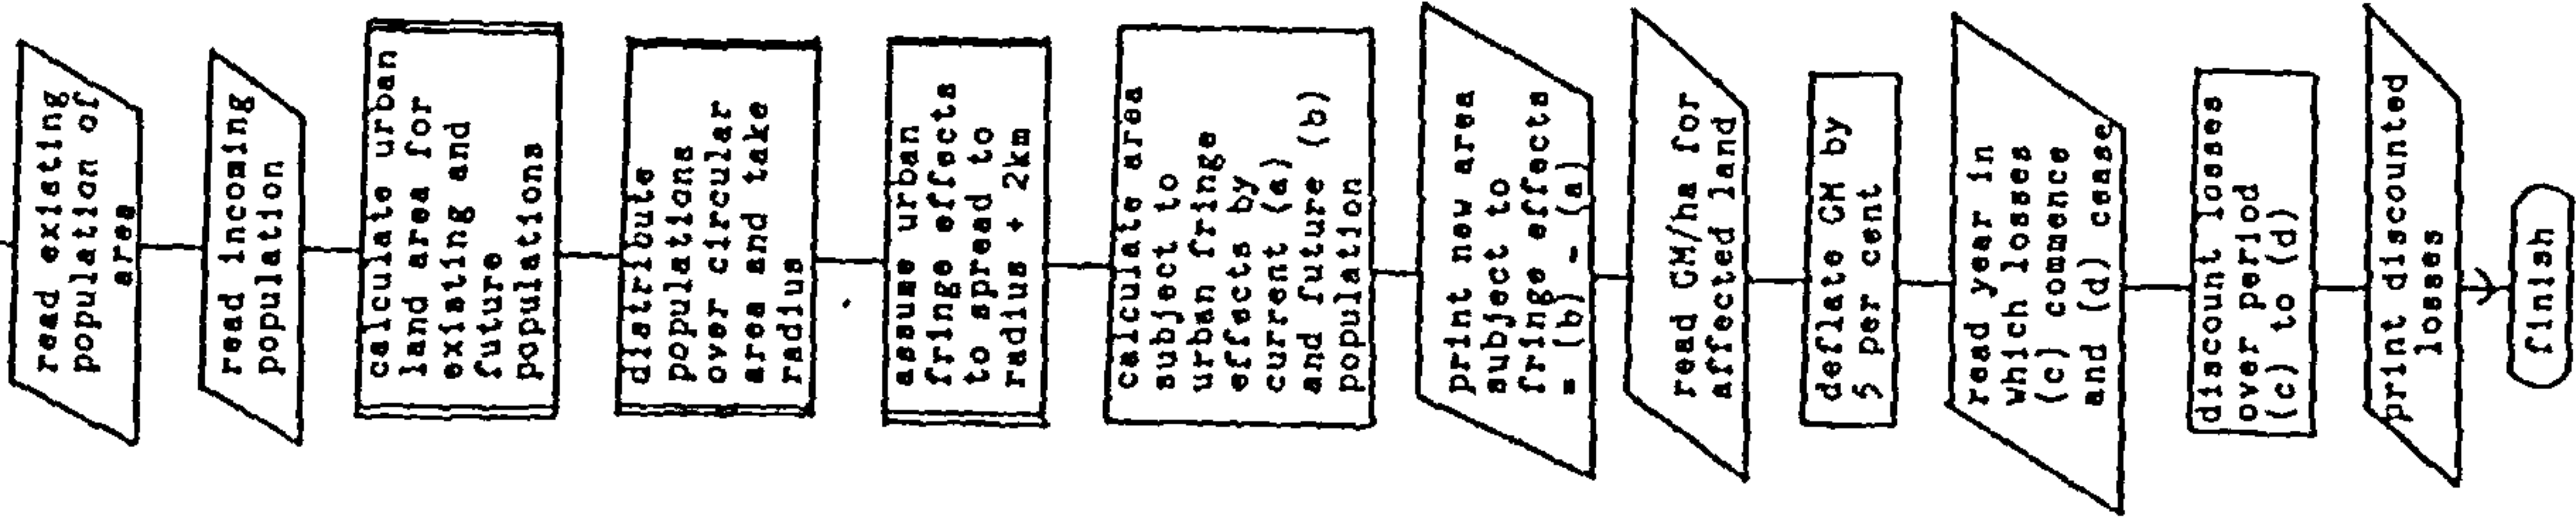 read existing
population of
area
read incoming
population
calculate urban
land area for
existing and
future
populations
distribute
populations
over circular
area and take
radius
assume urban
fringe effects
to spread to
radius + 2km
calculate area
subject to
urban fringe
effects by
current (a)
and future (b)
population
print new area
subject to
fringe effects
= (b) - (a)
read GM/ha for
affected land
deflate GM by
5 per cent
read year in
which losses
(c) commence
and (d) cease
discount losses
over period
(c) to (d)
print discounted
losses
finish